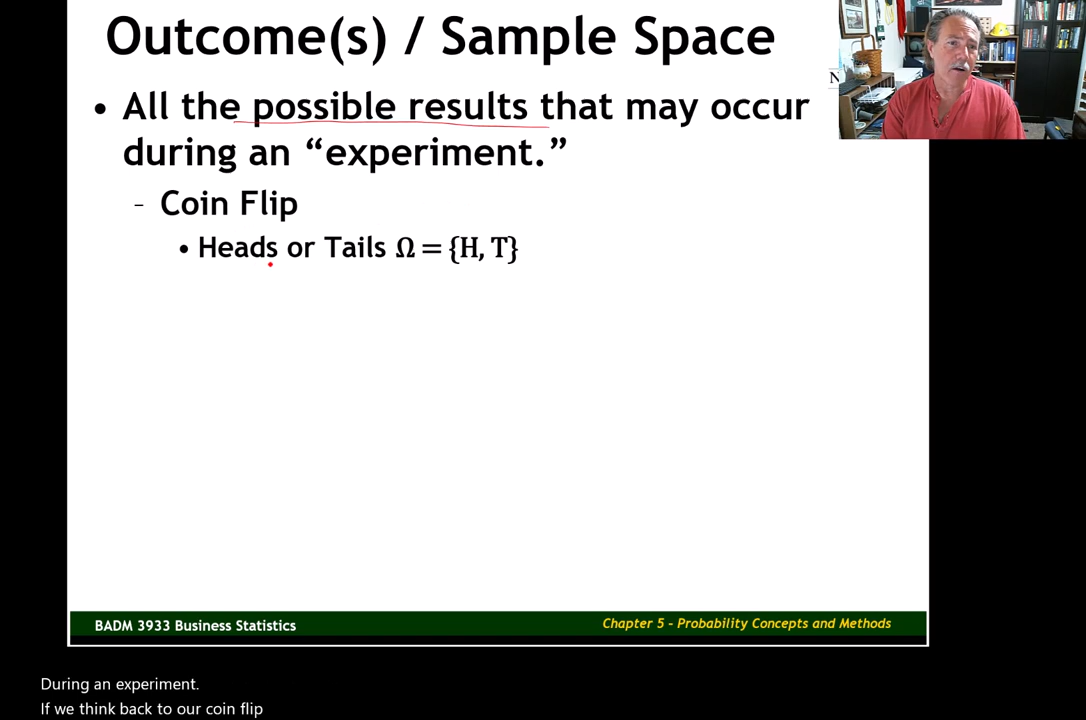 Outcome(s) / Sample Space
• All the possible results that may occur
during an “experiment.”
– Coin Flip
• Heads or Tails Ω = {H, T}
N
BADM 3933 Business Statistics
Chapter 5 - Probability Concepts and Methods
During an experiment.
If we think back to our coin flip